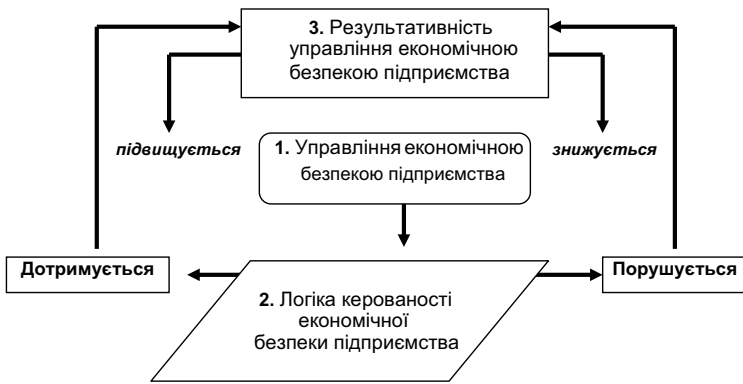 3. Результативність
управління економічною
безпекою підприємства
підвищується
знижується
1. Управління економічною
безпекою підприємства
Дотримується
Порушується
2. Логіка керованості
економічної
безпеки підприємства